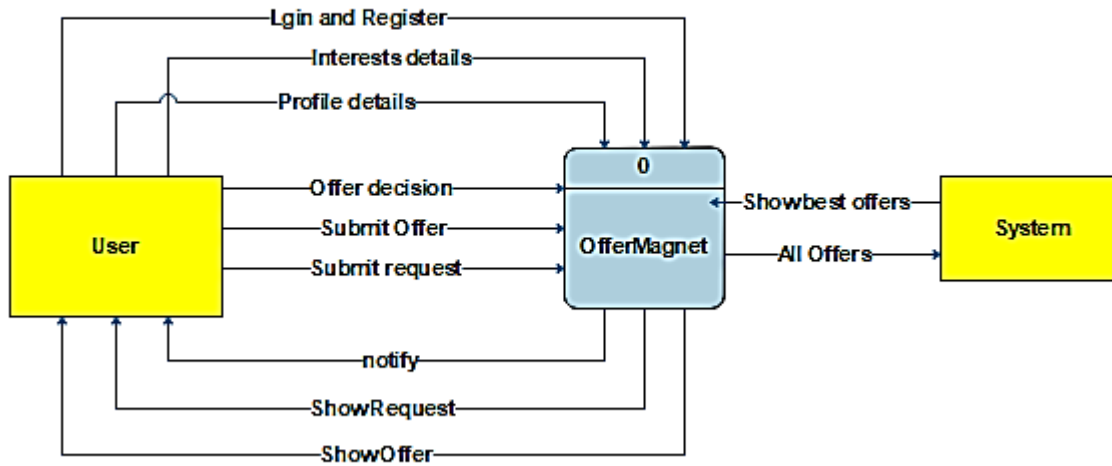 Lgin and Register
Interests details
Profile details
0
Offer decision
Submit Offer
Submit request
User
OfferMagnet
Showbest offers
All Offers
System
notify
ShowRequest
ShowOffer